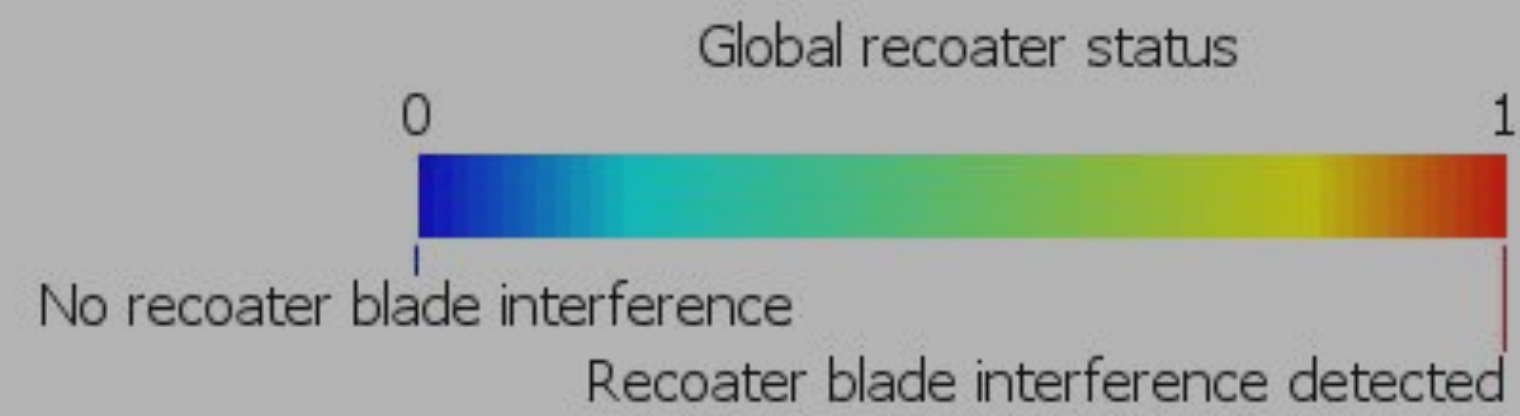 Global recoater status
0 1
No recoater blade interference
Recoater blade interference detected